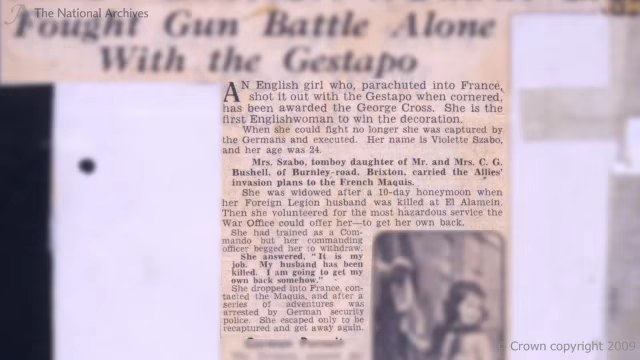 The National Archives
Fought Gun Battle Alone
With the Gestapo
AN English girl who, parachuted into France,
shot it out with the Gestapo when cornered,
has been awarded the George Cross. She is the
first Englishwoman to win the decoration.
When she could fight no longer she was captured by
the Germans and executed. Her name is Violette Szabo,
and her age was 24.
Mrs. Szabo, tomboy daughter of Mr. and Mrs. C. G.
Bushell, of Burnley-road, Brixton, carried the Allies'
invasion plans to the French Maquis.
She was widowed after a 10-day honeymoon when
her Foreign Legion husband was killed at El Alamein.
Then she volunteered for the most hazardous service the
War Office could offer her—to get her own back.
She had trained as a Com-
mando but her commanding
officer begged her to withdraw.
She answered, "It is my
job. My husband has been
killed. I am going to get my
own back somehow."
She dropped into France, con-
tacted the Maquis, and after a
series of adventures was
arrested by German security
police. She escaped only to be
recaptured and get away again.
© Crown copyright 2009